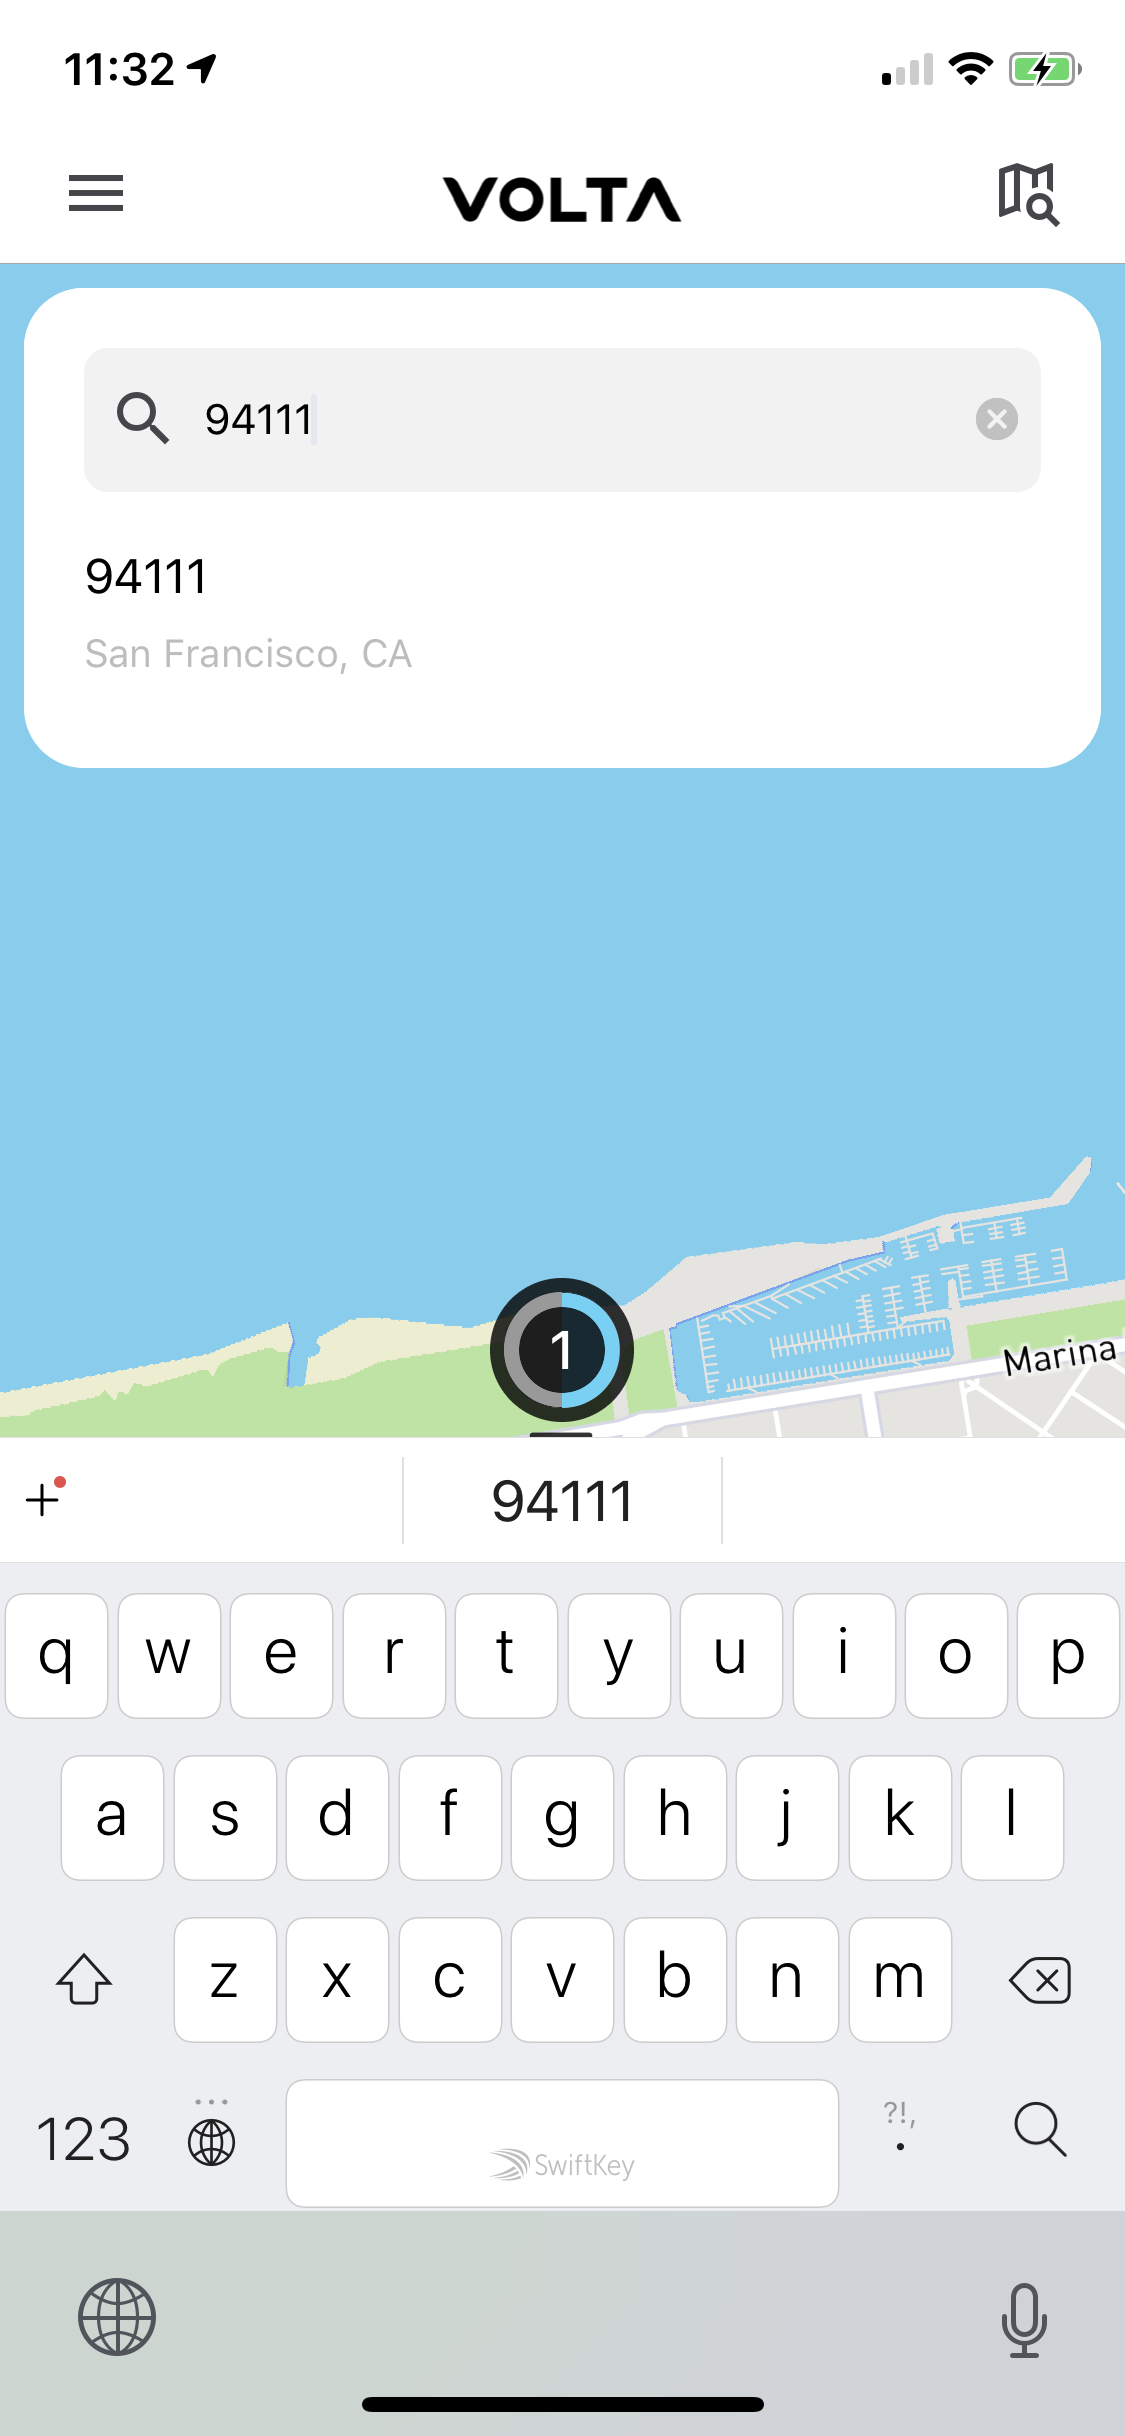 11:32
VOLTA
94111
94111
San Francisco, CA
1
Marina
94111
q w e r t y u i o p
a s d f g h j k l
z x c v b n m
123
?!,
.
SwiftKey